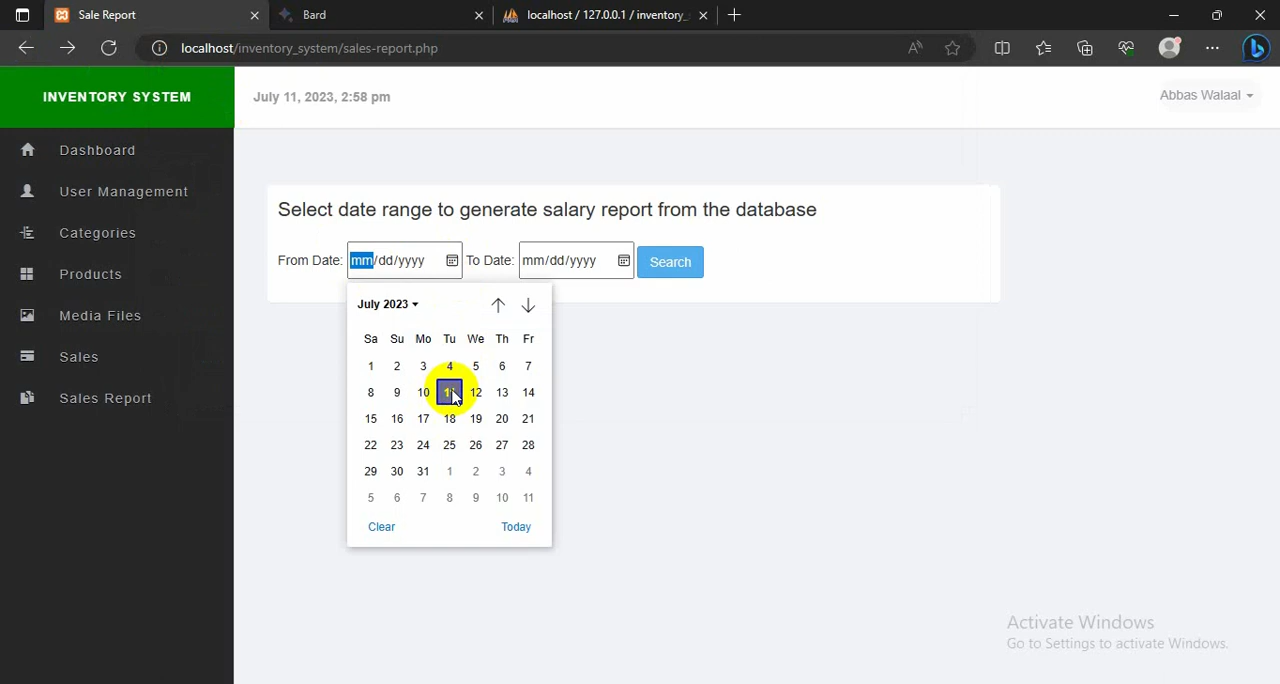 Sale Report
Bard
localhost / 127.0.0.1 / inventory_
localhost/inventory_system/sales-report.php
INVENTORY SYSTEM
July 11, 2023, 2:58 pm
Abbas Walaal
Dashboard
User Management
Categories
Products
Media Files
Sales
Sales Report
Select date range to generate salary report from the database
From Date: mm/dd/yyyy To Date: mm/dd/yyyy Search
July 2023
Sa Su Mo Tu We Th Fr
1 2 3 4 5 6 7
8 9 10 11 12 13 14
15 16 17 18 19 20 21
22 23 24 25 26 27 28
29 30 31 1 2 3 4
5 6 7 8 9 10 11
Clear Today
Activate Windows
Go to Settings to activate Windows.